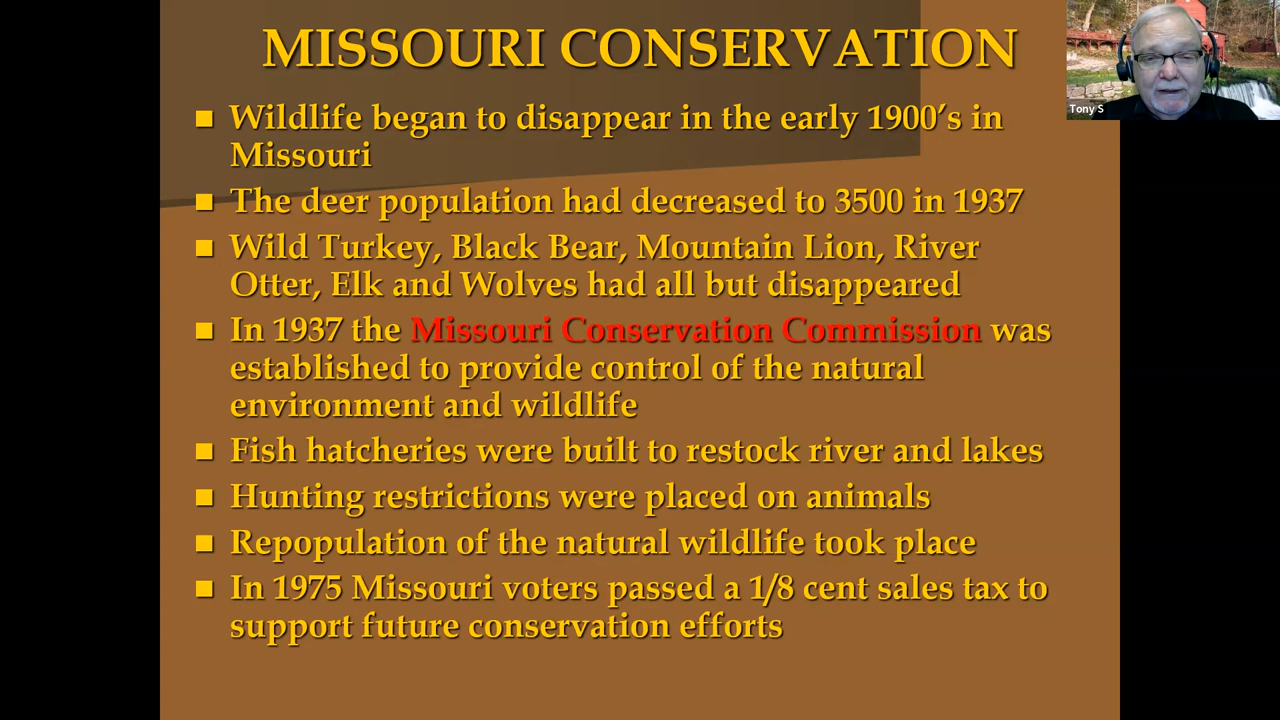 MISSOURI CONSERVATION
Wildlife began to disappear in the early 1900’s in
Missouri
The deer population had decreased to 3500 in 1937
Wild Turkey, Black Bear, Mountain Lion, River
Otter, Elk and Wolves had all but disappeared
In 1937 the Missouri Conservation Commission was
established to provide control of the natural
environment and wildlife
Fish hatcheries were built to restock river and lakes
Hunting restrictions were placed on animals
Repopulation of the natural wildlife took place
In 1975 Missouri voters passed a 1/8 cent sales tax to
support future conservation efforts
Tony S